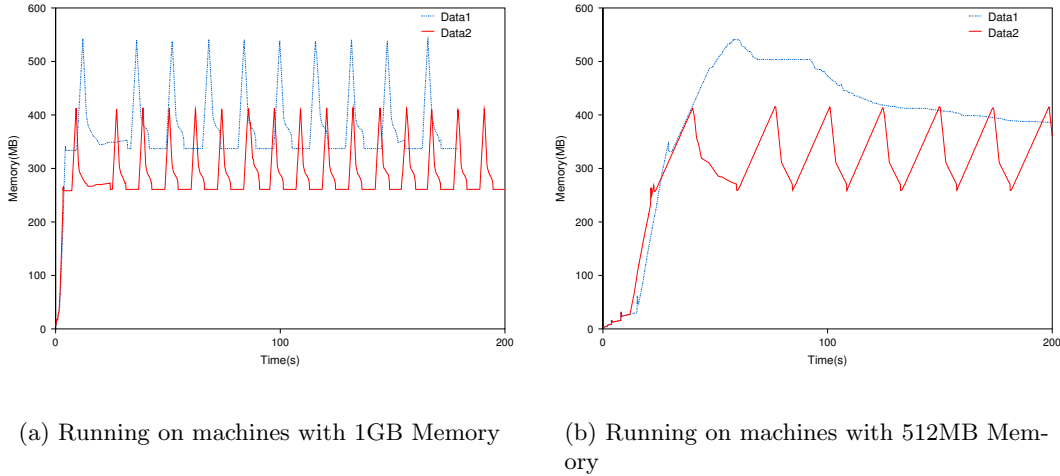 600
500
400
300
200
100
0
Memory(MB)
0
100
200
Time(s)
Data1
Data2
600
500
400
300
200
100
0
Memory(MB)
0
100
200
Time(s)
Data1
Data2
(a) Running on machines with 1GB Memory
(b) Running on machines with 512MB Mem-
ory